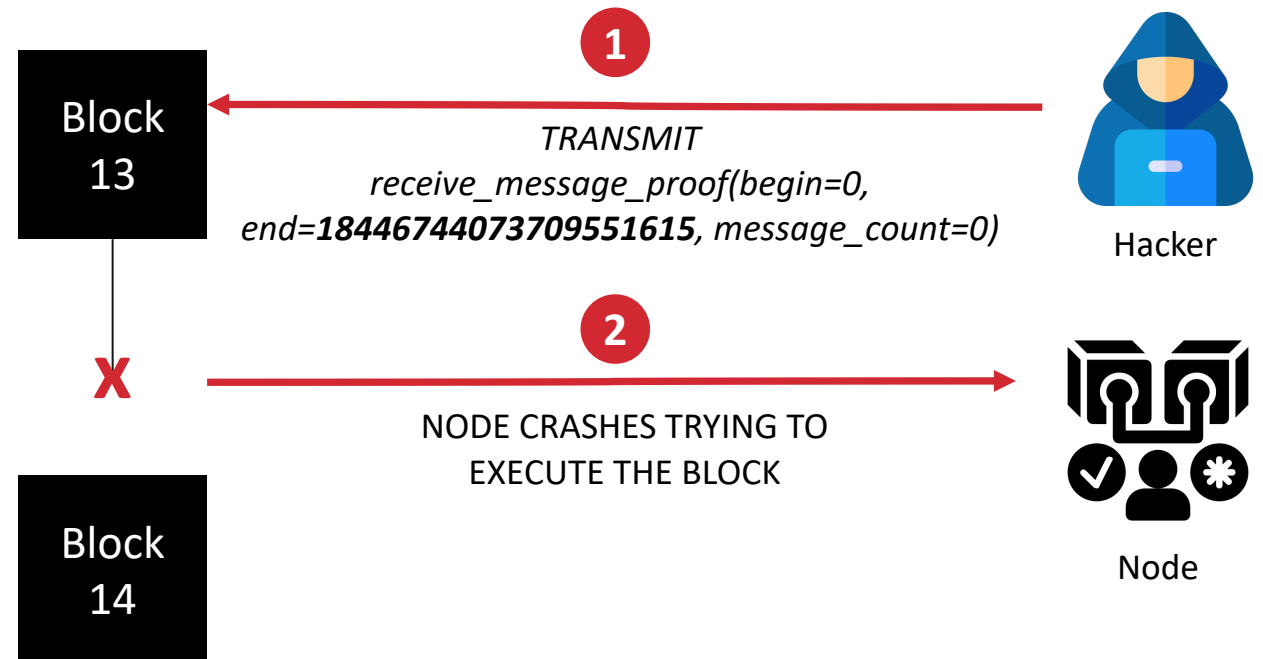 1
Block
13
TRANSMIT
receive_message_proof(begin=0,
end=18446744073709551615, message_count=0)
Hacker
2
X
NODE CRASHES TRYING TO
EXECUTE THE BLOCK
Block
14
Node